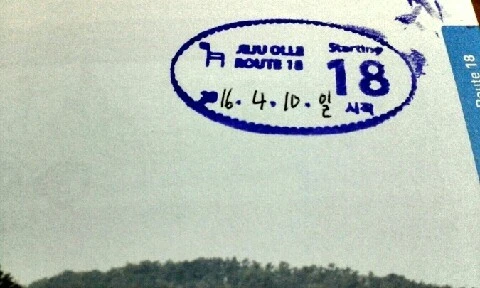 JEJU OLLE
ROUTE 18
Starting
18
시작
16. 4. 10. 일
Route 18